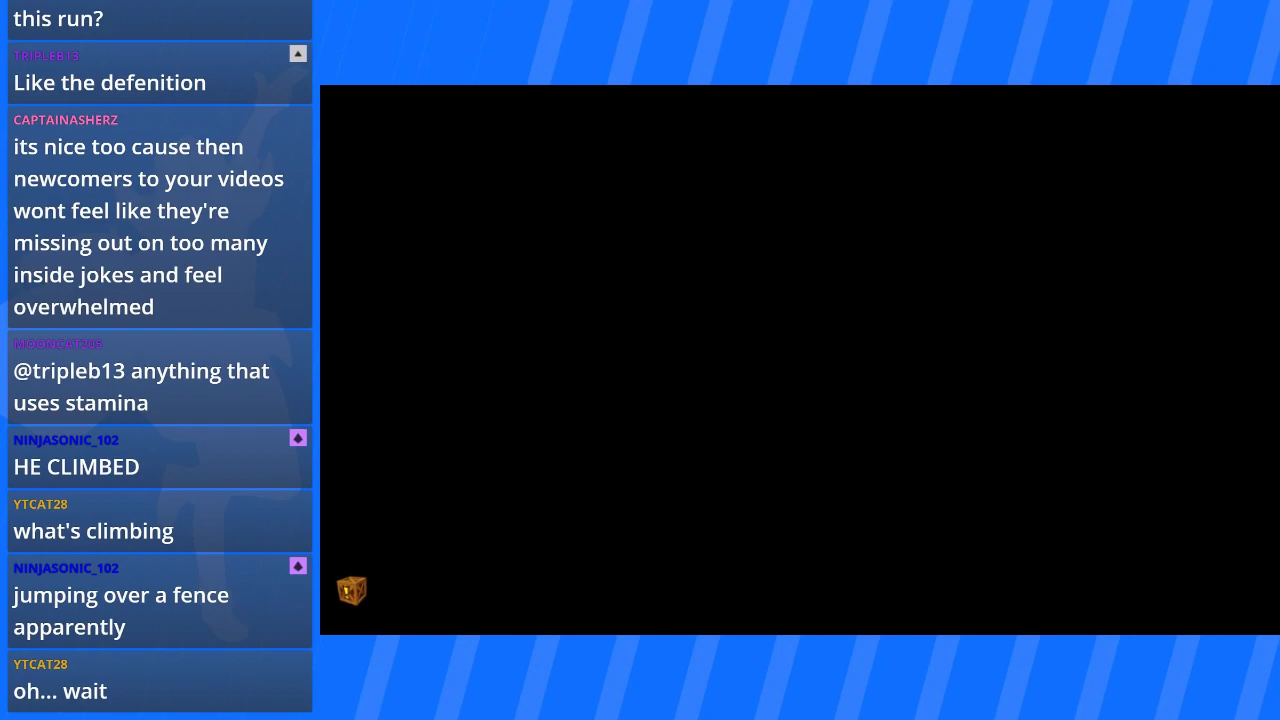 this run?
TRIPLEB13
Like the defenition
CAPTAINASHERZ
its nice too cause then
newcomers to your videos
wont feel like they're
missing out on too many
inside jokes and feel
overwhelmed
@tripleb13 anything that
uses stamina
NINJASONIC_102
HE CLIMBED
YTCAT28
what's climbing
NINJASONIC_102
jumping over a fence
apparently
YTCAT28
oh... wait